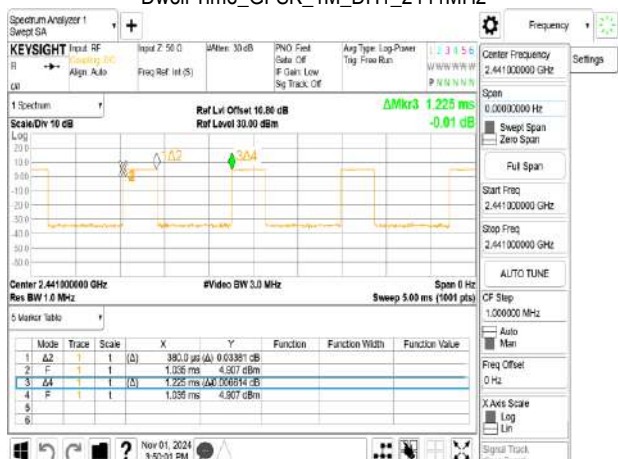 Dwell Time_GFSK_1M_DH1_2441MHz
Spectrum Analyzer 1
Swept SA
Frequency
KEYSIGHT
Input: RF
Coupling: DC
Align: Auto
Input Z: 50 Ω
Freq Ref: Int (S)
#Atten: 30 dB
PNO: Fast
Gate: Off
IF Gain: Low
Sig Track: Off
Avg Type: Log-Power
Trig: Free Run
1 2 3 4 5 6
W W W W W W
P N N N N N
Center Frequency
2.441000000 GHz
Settings
Span
0.00000000 Hz
Swept Span
Zero Span
Full Span
Start Freq
2.441000000 GHz
Stop Freq
2.441000000 GHz
AUTO TUNE
CF Step
1.000000 MHz
Auto
Man
Freq Offset
0 Hz
X Axis Scale
Log
Lin
Signal Track
1 Spectrum
Scale/Div 10 dB
Ref Lvl Offset 10.80 dB
Ref Level 30.00 dBm
ΔMkr3 1.225 ms
-0.01 dB
Log
1Δ2
3Δ4
Center 2.441000000 GHz
#Video BW 3.0 MHz
Span 0 Hz
Res BW 1.0 MHz
Sweep 5.00 ms (1001 pts)
5 Marker Table
Mode Trace Scale X Y Function Function Width Function Value
1 Δ2 1 t (Δ) 380.0 µs (Δ) 0.03381 dB
2 F 1 t 1.035 ms 4.907 dBm
3 Δ4 1 t (Δ) 1.225 ms (Δ) -0.006614 dB
4 F 1 t 1.035 ms 4.907 dBm
5
6
Nov 01, 2024
3:50:01 PM